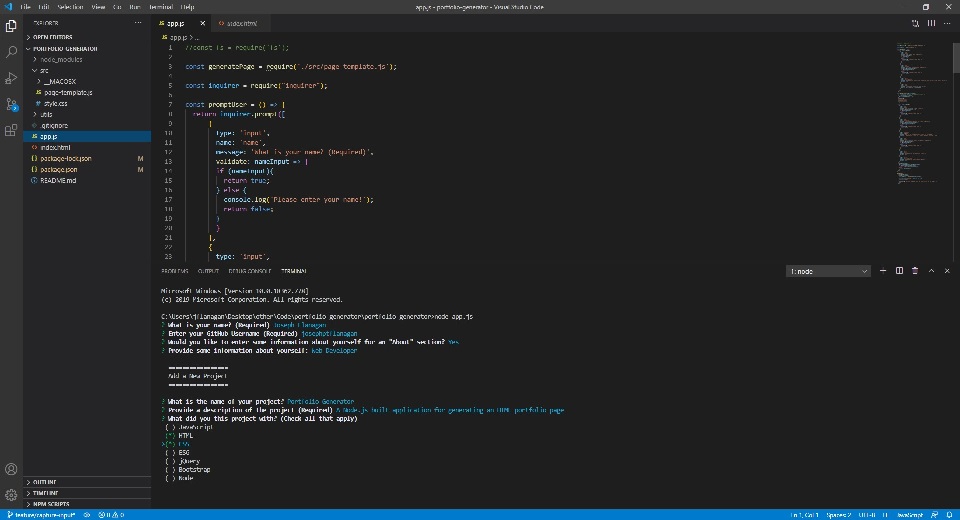 File Edit Selection View Go Run Terminal Help
app.js - portfolio-generator - Visual Studio Code
EXPLORER
OPEN EDITORS
PORTFOLIO-GENERATOR
node_modules
src
__MACOSX
page-template.js
style.css
utils
.gitignore
app.js
index.html
package-lock.json M
package.json M
README.md
OUTLINE
TIMELINE
NPM SCRIPTS
app.js
index.html
app.js > ...
1 //const fs = require('fs');
2
3 const generatePage = require('./src/page-template.js');
4
5 const inquirer = require("inquirer");
6
7 const promptUser = () => {
8 return inquirer.prompt([
9 {
10 type: 'input',
11 name: 'name',
12 message: 'What is your name? (Required)',
13 validate: nameInput => {
14 if (nameInput){
15 return true;
16 } else {
17 console.log('Please enter your name!');
18 return false;
19 }
20 }
21 },
22 {
23 type: 'input',
PROBLEMS OUTPUT DEBUG CONSOLE TERMINAL
1: node
Microsoft Windows [Version 10.0.18362.770]
(c) 2019 Microsoft Corporation. All rights reserved.
C:\Users\jflanagan\Desktop\other\Code\portfolio-generator\portfolio-generator>node app.js
? What is your name? (Required) Joseph Flanagan
? Enter your GitHub Username (Required) josephpflanagan
? Would you like to enter some information about yourself for an "About" section? Yes
? Provide some information about yourself: Web Developer
===============
Add a New Project
===============
? What is the name of your project? Portfolio Generator
? Provide a description of the project (Required) A Node.js built application for generating an HTML portfolio page
? What did you this project with? (Check all that apply)
( ) JavaScript
(*) HTML
>(*) CSS
( ) ES6
( ) jQuery
( ) Bootstrap
( ) Node
feature/capture-input*
0 0
Ln 1, Col 1 Spaces: 2 UTF-8 LF JavaScript